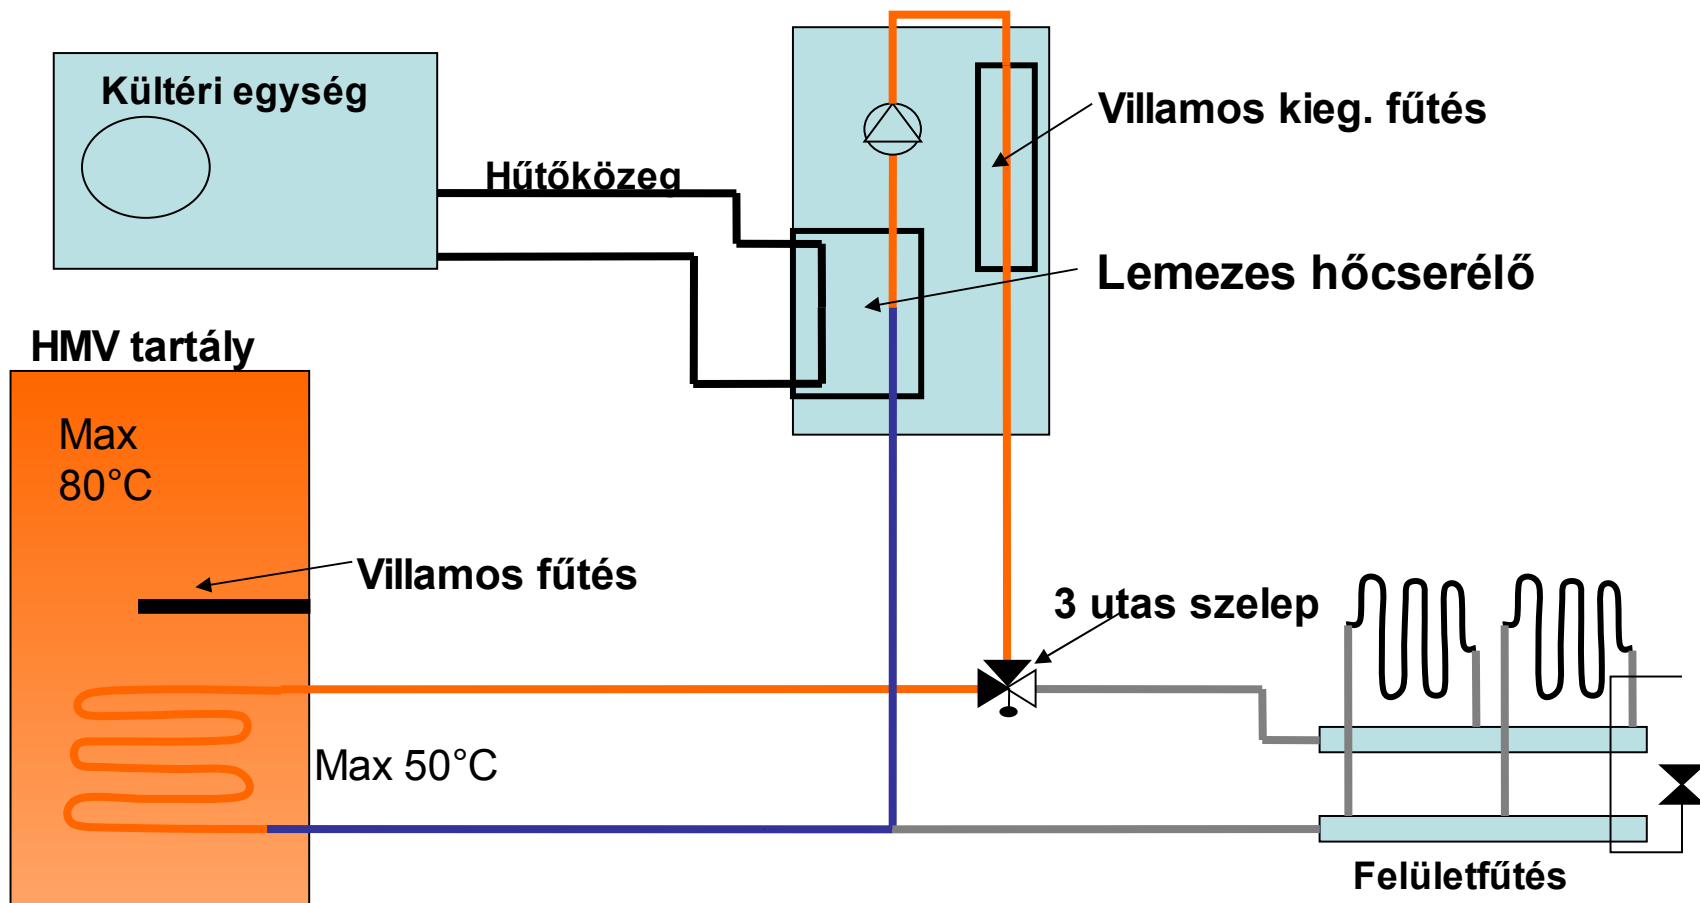 Kültéri egység
Villamos kieg. fűtés
Hűtőközeg
Lemezes hőcserélő
HMV tartály
Max
80°C
Villamos fűtés
3 utas szelep
Max 50°C
Felületfűtés